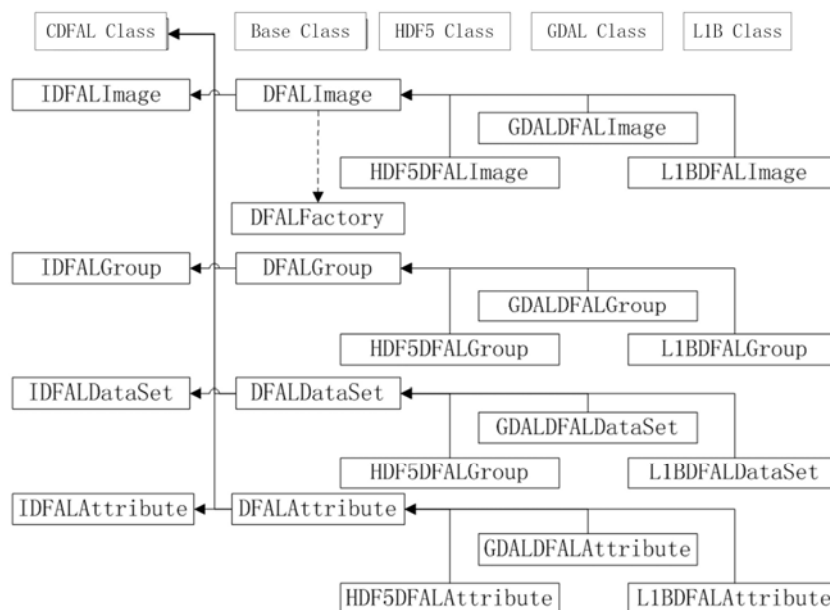 CDFAL Class
Base Class
HDF5 Class
GDAL Class
L1B Class
IDFALImage
DFALImage
GDALDFALImage
HDF5DFALImage
L1BDFALImage
DFALFactory
IDFALGroup
DFALGroup
GDALDFALGroup
HDF5DFALGroup
L1BDFALGroup
IDFALDataSet
DFALDataSet
GDALDFALDataSet
HDF5DFALGroup
L1BDFALDataSet
IDFALAttribute
DFALAttribute
GDALDFALAttribute
HDF5DFALAttribute
L1BDFALAttribute